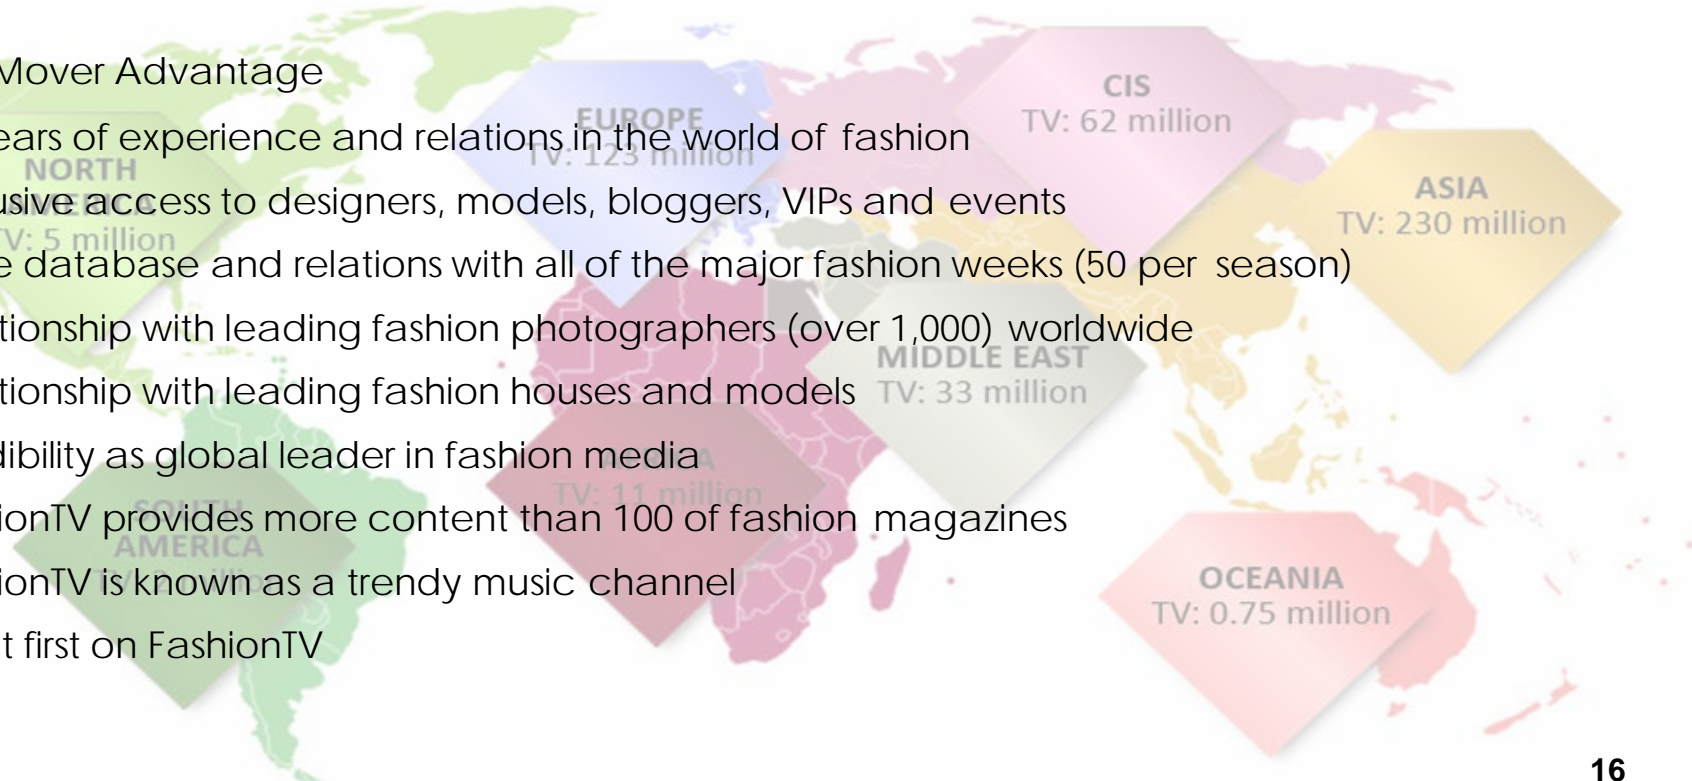 Mover Advantage
ears of experience and relations in the world of fashion
usive access to designers, models, bloggers, VIPs and events
e database and relations with all of the major fashion weeks (50 per season)
tionship with leading fashion photographers (over 1,000) worldwide
tionship with leading fashion houses and models
dibility as global leader in fashion media
ionTV provides more content than 100 of fashion magazines
ionTV is known as a trendy music channel
t first on FashionTV
NORTH
AMERICA
TV: 5 million
EUROPE
TV: 123 million
CIS
TV: 62 million
ASIA
TV: 230 million
MIDDLE EAST
TV: 33 million
TV: 11 million
SOUTH
AMERICA
OCEANIA
TV: 0.75 million
16